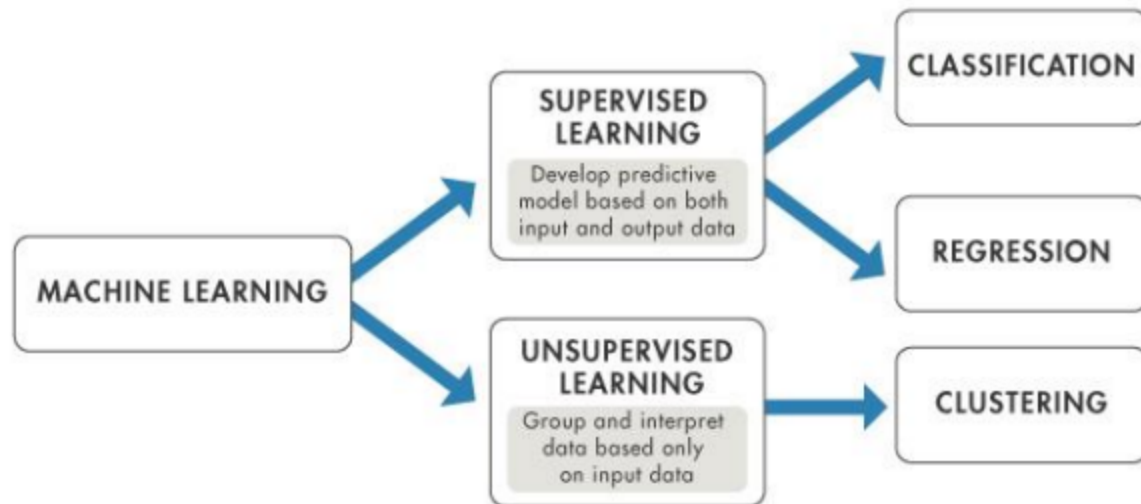 MACHINE LEARNING
SUPERVISED
LEARNING
Develop predictive
model based on both
input and output data
UNSUPERVISED
LEARNING
Group and interpret
data based only
on input data
CLASSIFICATION
REGRESSION
CLUSTERING